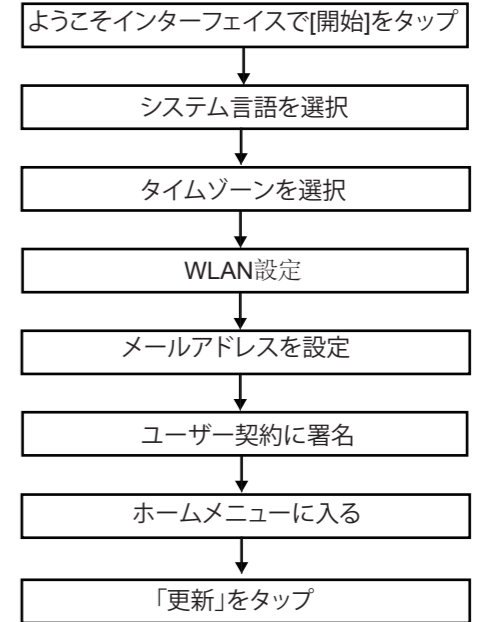 ようこそインターフェイスで[開始]をタップ
システム言語を選択
タイムゾーンを選択
WLAN設定
メールアドレスを設定
ユーザー契約に署名
ホームメニューに入る
「更新」をタップ